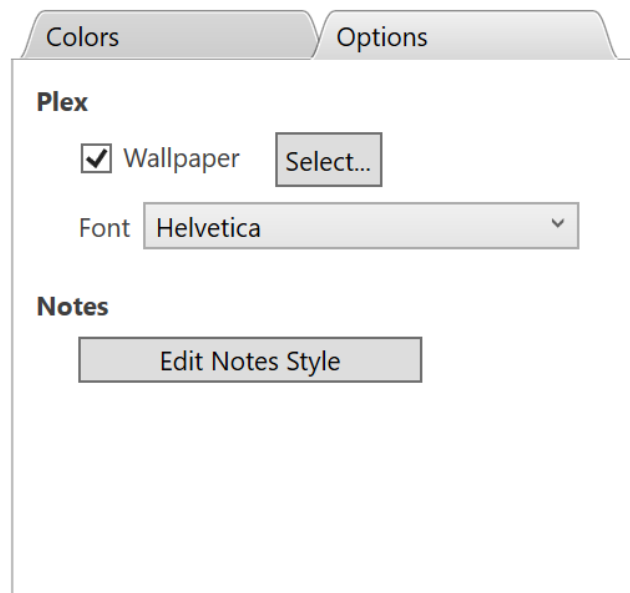 Colors Options
Plex
Wallpaper Select...
Font Helvetica
Notes
Edit Notes Style